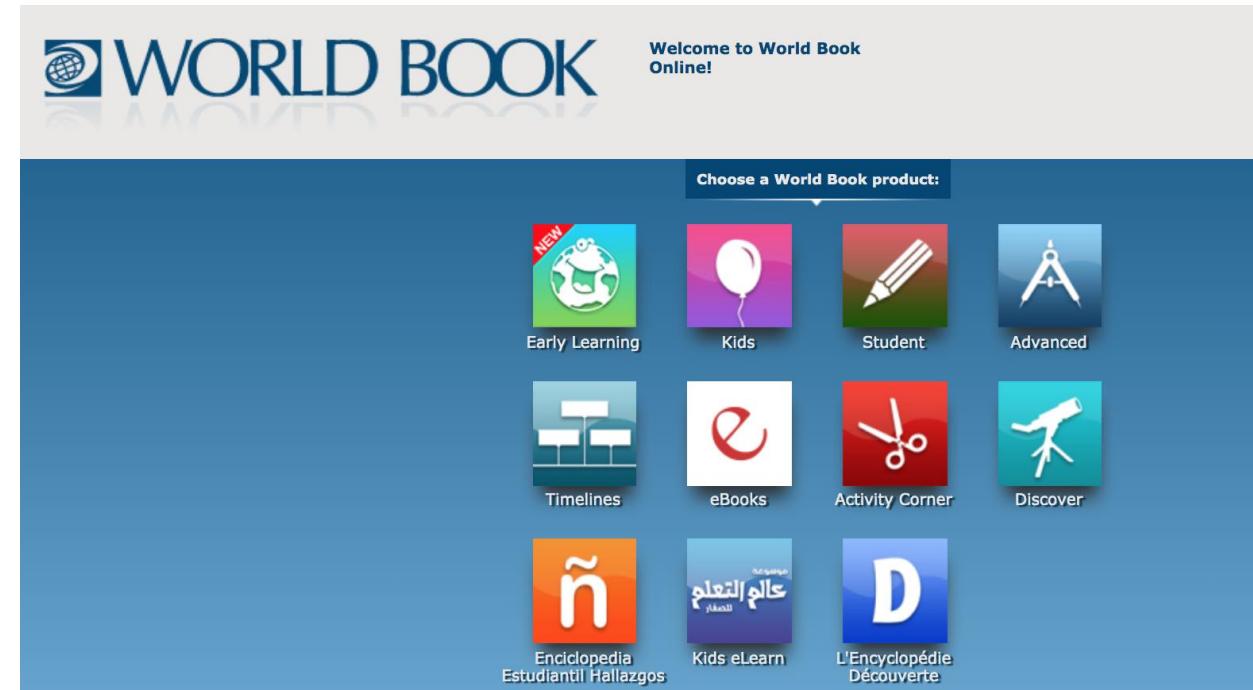 WORLD BOOK
Welcome to World Book
Online!
Choose a World Book product:
NEW
Early Learning
Kids
Student
Advanced
Timelines
e
eBooks
Activity Corner
Discover
ñ
Enciclopedia
Estudiantil Hallazgos
موسوعة
عالم التعلم
للصغار
Kids eLearn
D
L'Encyclopédie
Découverte